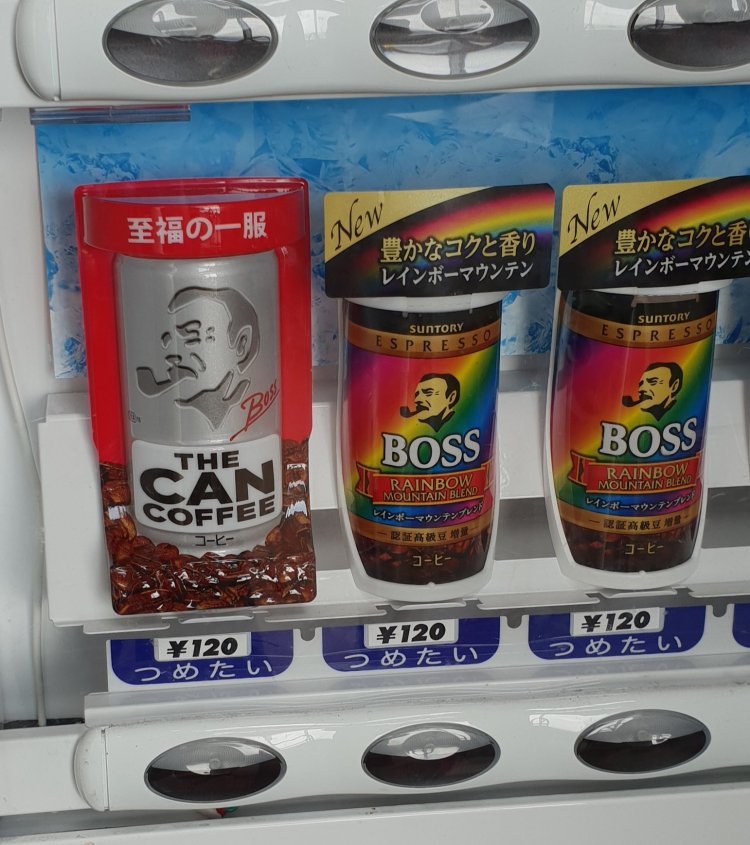 至福の一服
Boss
THE
CAN
COFFEE
コーヒー
New
豊かなコクと香り
レインボーマウンテン
SUNTORY
ESPRESSO
BOSS
RAINBOW
MOUNTAIN BLEND
レインボーマウンテンブレンド
認証高級豆 増量
コーヒー
New
豊かなコクと香
レインボーマウンテ
SUNTORY
ESPRESSO
BOSS
RAINBOW
MOUNTAIN BLEND
レインボーマウンテンブレンド
認証高級豆 増量
コーヒー
¥120
つめたい
¥120
つめたい
¥120
つめたい